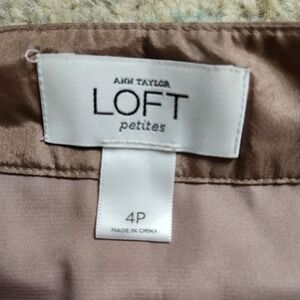 ANN TAYLOR
LOFT
petites
4P
MADE IN CHINA